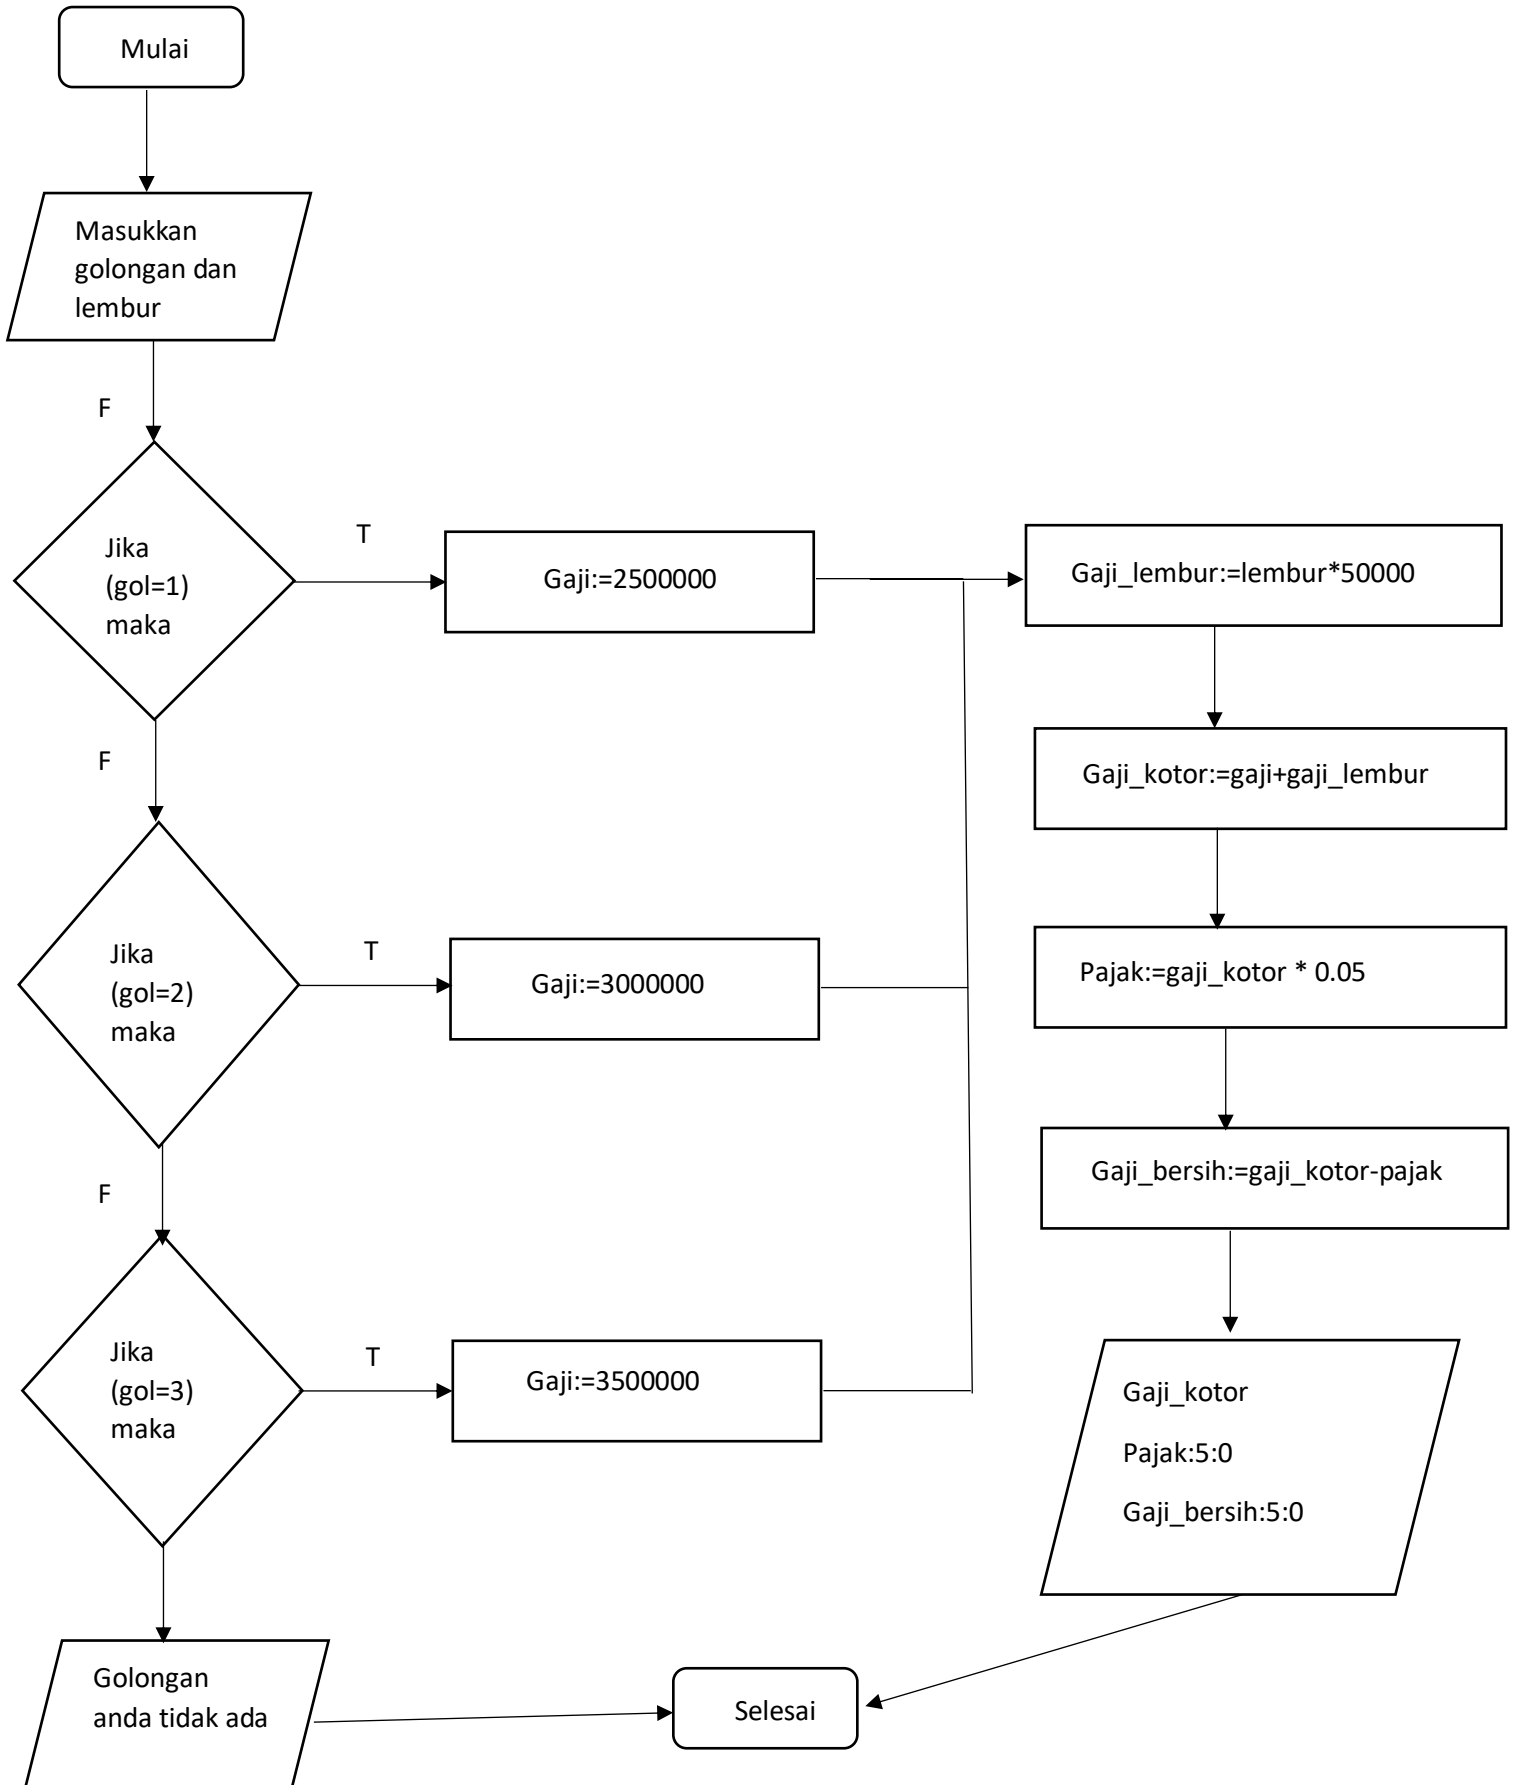 Mulai
Masukkan
golongan dan
lembur
F
Jika
(gol=1)
maka
T
Gaji:=2500000
Gaji_lembur:=lembur*50000
F
Gaji_kotor:=gaji+gaji_lembur
Jika
(gol=2)
maka
T
Gaji:=3000000
Pajak:=gaji_kotor * 0.05
F
Gaji_bersih:=gaji_kotor-pajak
Jika
(gol=3)
maka
T
Gaji:=3500000
Gaji_kotor
Pajak:5:0
Gaji_bersih:5:0
Golongan
anda tidak ada
Selesai